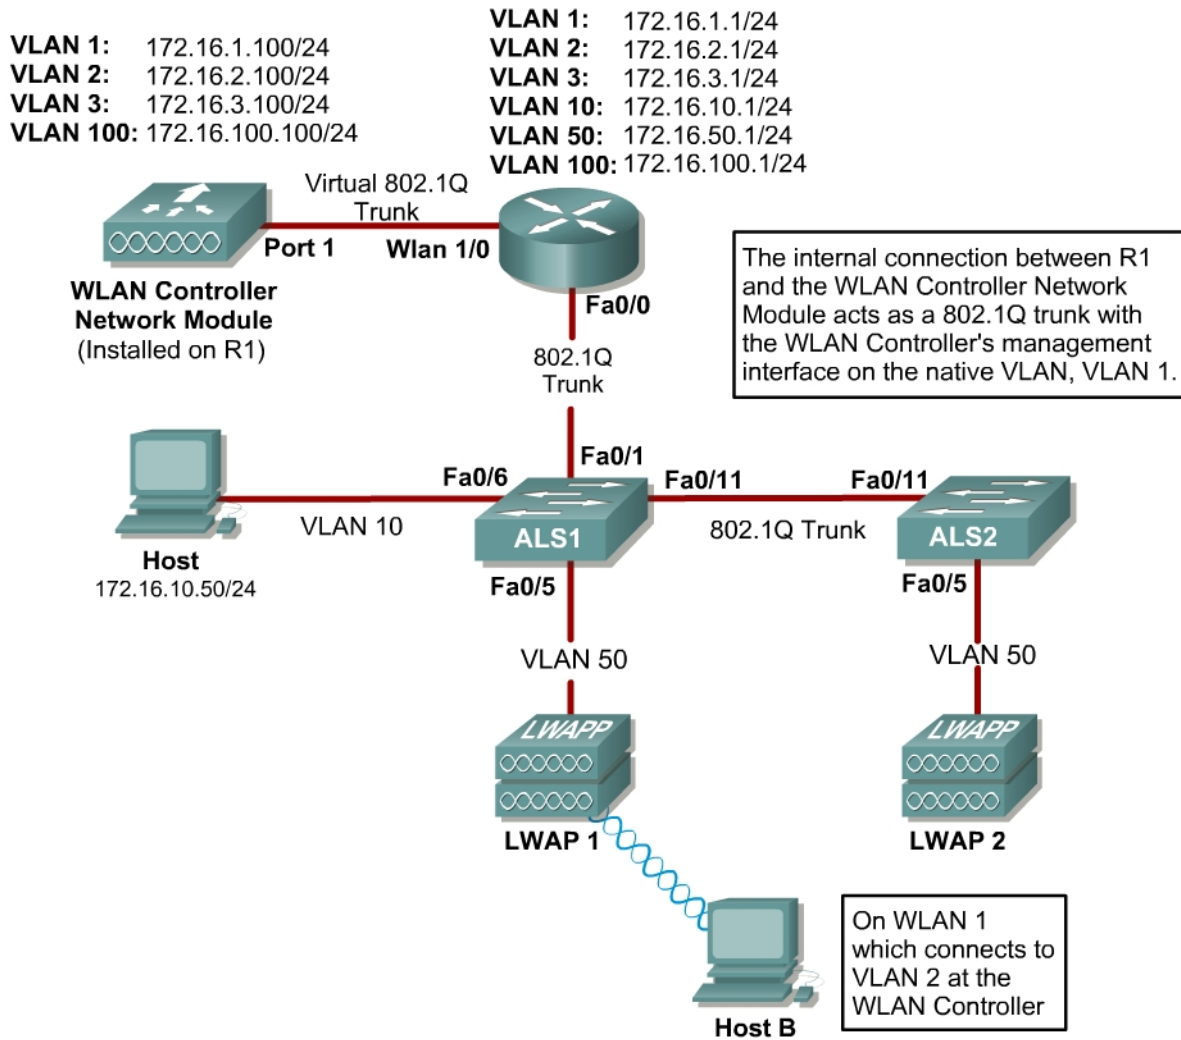 VLAN 1: 172.16.1.100/24
VLAN 2: 172.16.2.100/24
VLAN 3: 172.16.3.100/24
VLAN 100: 172.16.100.100/24
VLAN 1: 172.16.1.1/24
VLAN 2: 172.16.2.1/24
VLAN 3: 172.16.3.1/24
VLAN 10: 172.16.10.1/24
VLAN 50: 172.16.50.1/24
VLAN 100: 172.16.100.1/24
Virtual 802.1Q
Trunk
Port 1
Wlan 1/0
WLAN Controller
Network Module
(Installed on R1)
Fa0/0
The internal connection between R1
and the WLAN Controller Network
Module acts as a 802.1Q trunk with
the WLAN Controller's management
interface on the native VLAN, VLAN 1.
802.1Q
Trunk
Fa0/1
Fa0/6
Fa0/11
Fa0/11
VLAN 10
ALS1
802.1Q Trunk
ALS2
Host
172.16.10.50/24
Fa0/5
Fa0/5
VLAN 50
VLAN 50
LWAPP
LWAPP
LWAP 1
LWAP 2
On WLAN 1
which connects to
VLAN 2 at the
WLAN Controller
Host B